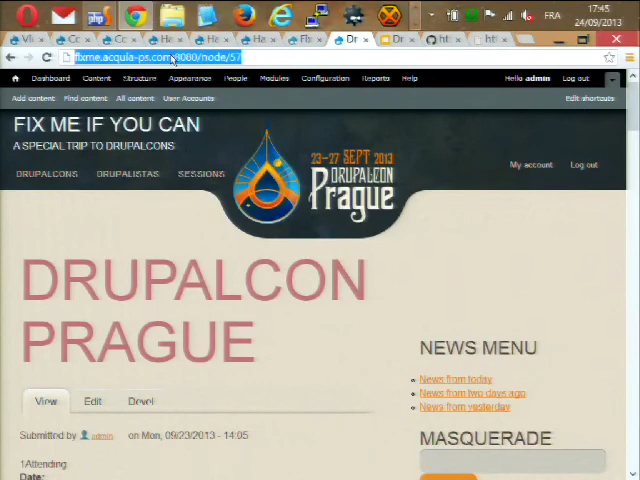 FRA
17:45
24/09/2013
fixme.acquia-ps.com:8080/node/57
Dashboard Content Structure Appearance People Modules Configuration Reports Help
Hello admin Log out
Add content Find content All content User Accounts
Edit shortcuts
FIX ME IF YOU CAN
A SPECIAL TRIP TO DRUPALCONS
DRUPALCONS DRUPALISTAS SESSIONS
23-27 SEPT 2013
DRUPALCON
Prague
My account Log out
DRUPALCON
PRAGUE
View Edit Devel
Submitted by admin on Mon, 09/23/2013 - 14:05
1Attending
Date:
NEWS MENU
News from today
News from two days ago
News from yesterday
MASQUERADE